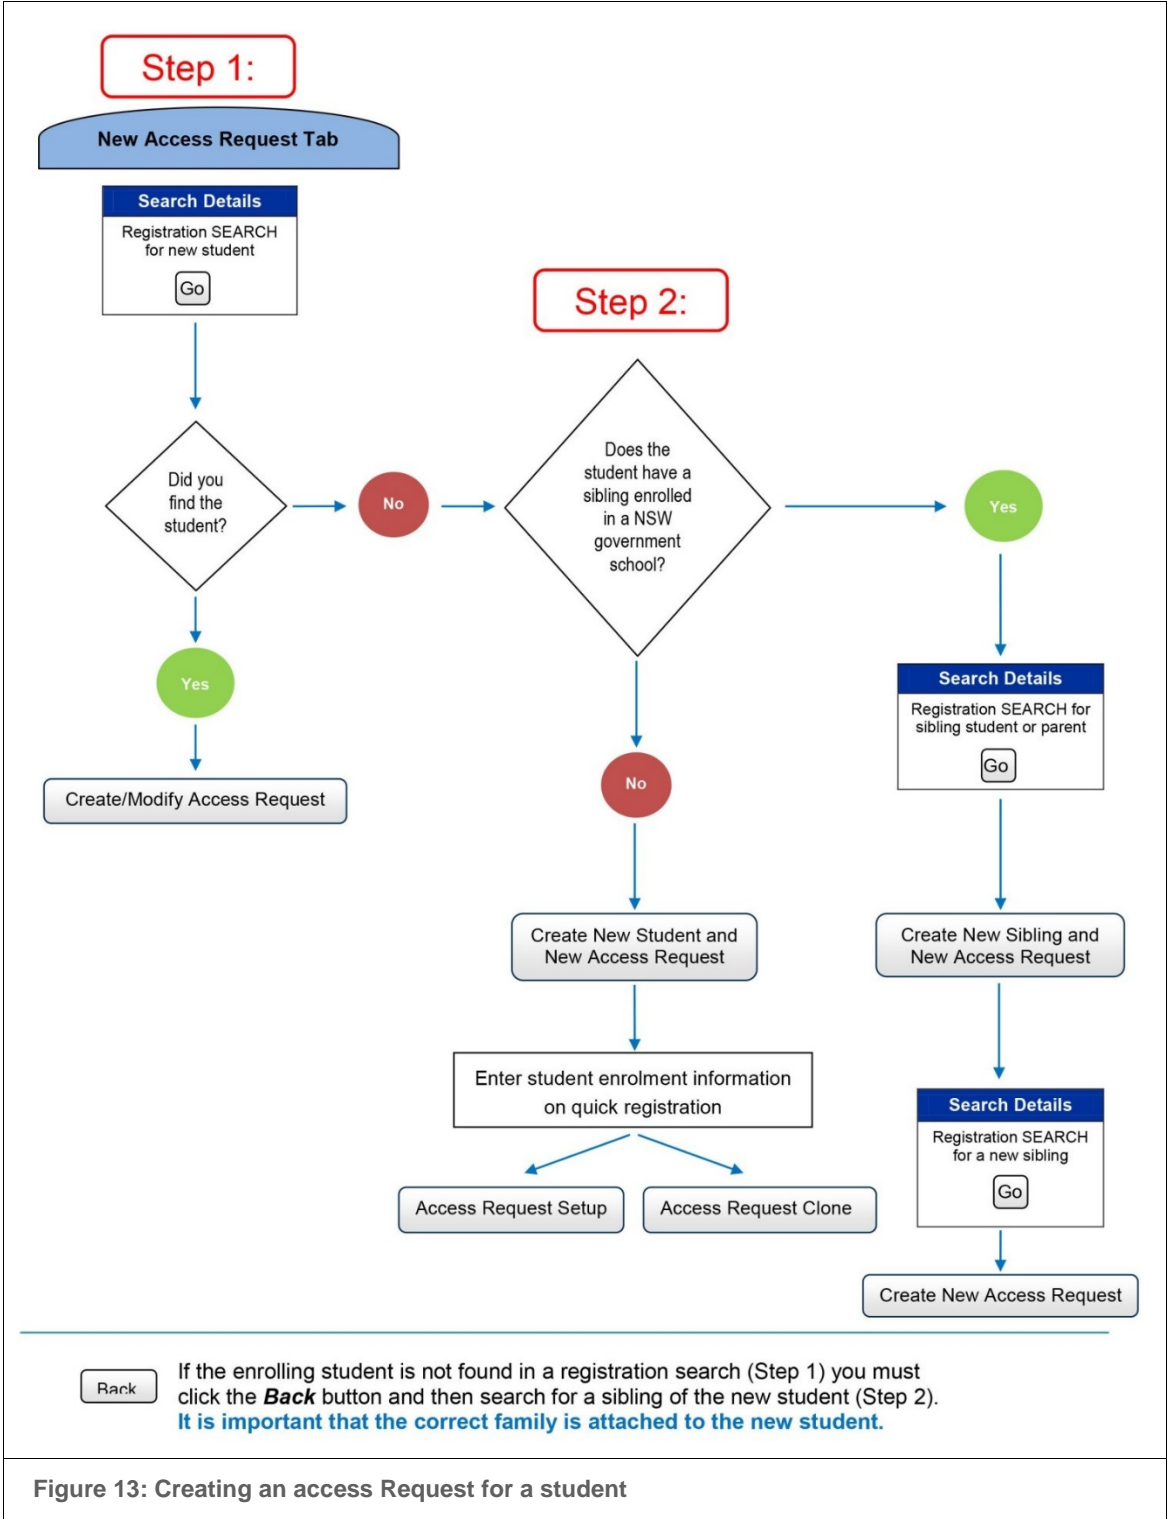 Step 1:
New Access Request Tab
Search Details
Registration SEARCH
for new student
Go
Did you
find the
student?
No
Yes
Create/Modify Access Request
Step 2:
Does the
student have a
sibling enrolled
in a NSW
government
school?
No
Create New Student and
New Access Request
Enter student enrolment information
on quick registration
Access Request Setup
Access Request Clone
Yes
Search Details
Registration SEARCH for
sibling student or parent
Go
Create New Sibling and
New Access Request
Search Details
Registration SEARCH
for a new sibling
Go
Create New Access Request
Back
If the enrolling student is not found in a registration search (Step 1) you must
click the Back button and then search for a sibling of the new student (Step 2).
It is important that the correct family is attached to the new student.
Figure 13: Creating an access Request for a student